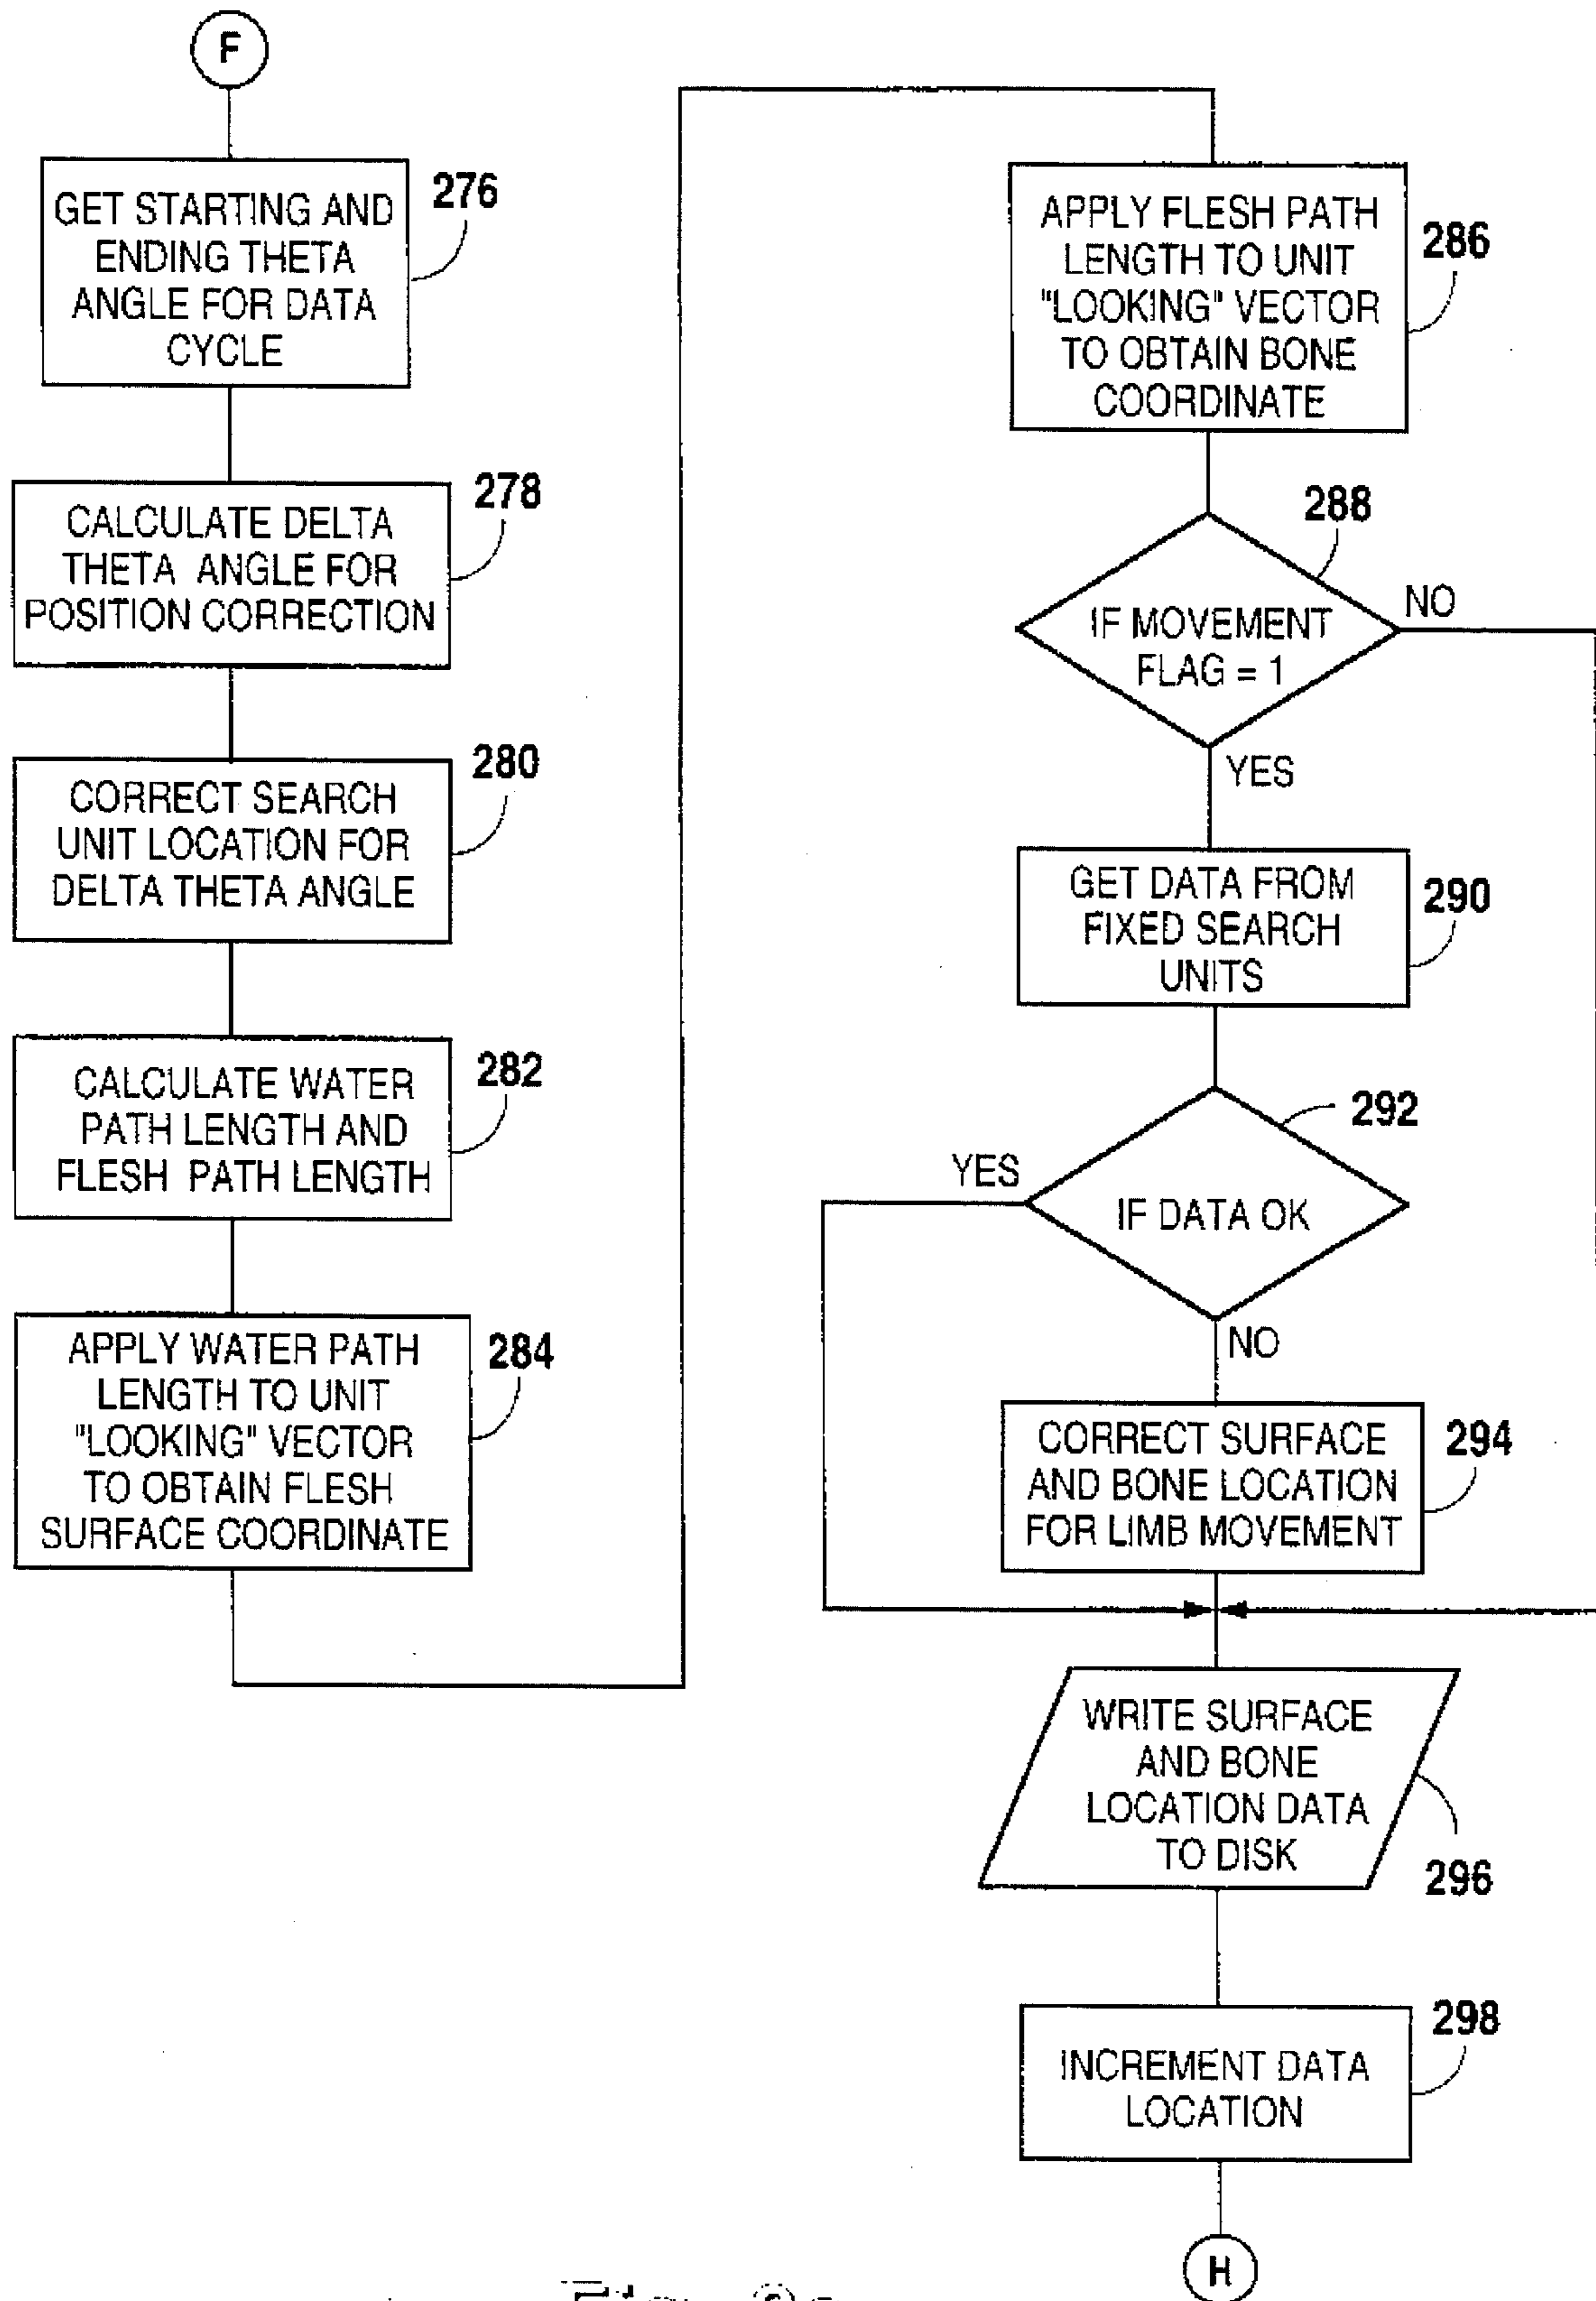 F
GET STARTING AND
ENDING THETA
ANGLE FOR DATA
CYCLE
276
CALCULATE DELTA
THETA ANGLE FOR
POSITION CORRECTION
278
CORRECT SEARCH
UNIT LOCATION FOR
DELTA THETA ANGLE
280
CALCULATE WATER
PATH LENGTH AND
FLESH PATH LENGTH
282
APPLY WATER PATH
LENGTH TO UNIT
"LOOKING" VECTOR
TO OBTAIN FLESH
SURFACE COORDINATE
284
APPLY FLESH PATH
LENGTH TO UNIT
"LOOKING" VECTOR
TO OBTAIN BONE
COORDINATE
286
288
IF MOVEMENT
FLAG = 1
NO
YES
GET DATA FROM
FIXED SEARCH
UNITS
290
292
YES
IF DATA OK
NO
CORRECT SURFACE
AND BONE LOCATION
FOR LIMB MOVEMENT
294
WRITE SURFACE
AND BONE
LOCATION DATA
TO DISK
296
INCREMENT DATA
LOCATION
298
H